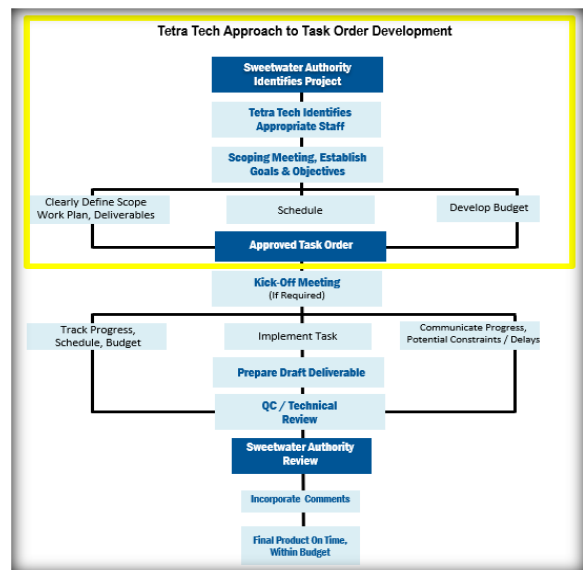 Tetra Tech Approach to Task Order Development
Sweetwater Authority
Identifies Project
Tetra Tech Identifies
Appropriate Staff
Scoping Meeting, Establish
Goals & Objectives
Clearly Define Scope
Work Plan, Deliverables
Schedule
Develop Budget
Approved Task Order
Kick-Off Meeting
(If Required)
Track Progress,
Schedule, Budget
Implement Task
Communicate Progress,
Potential Constraints / Delays
Prepare Draft Deliverable
QC / Technical
Review
Sweetwater Authority
Review
Incorporate Comments
Final Product On Time,
Within Budget